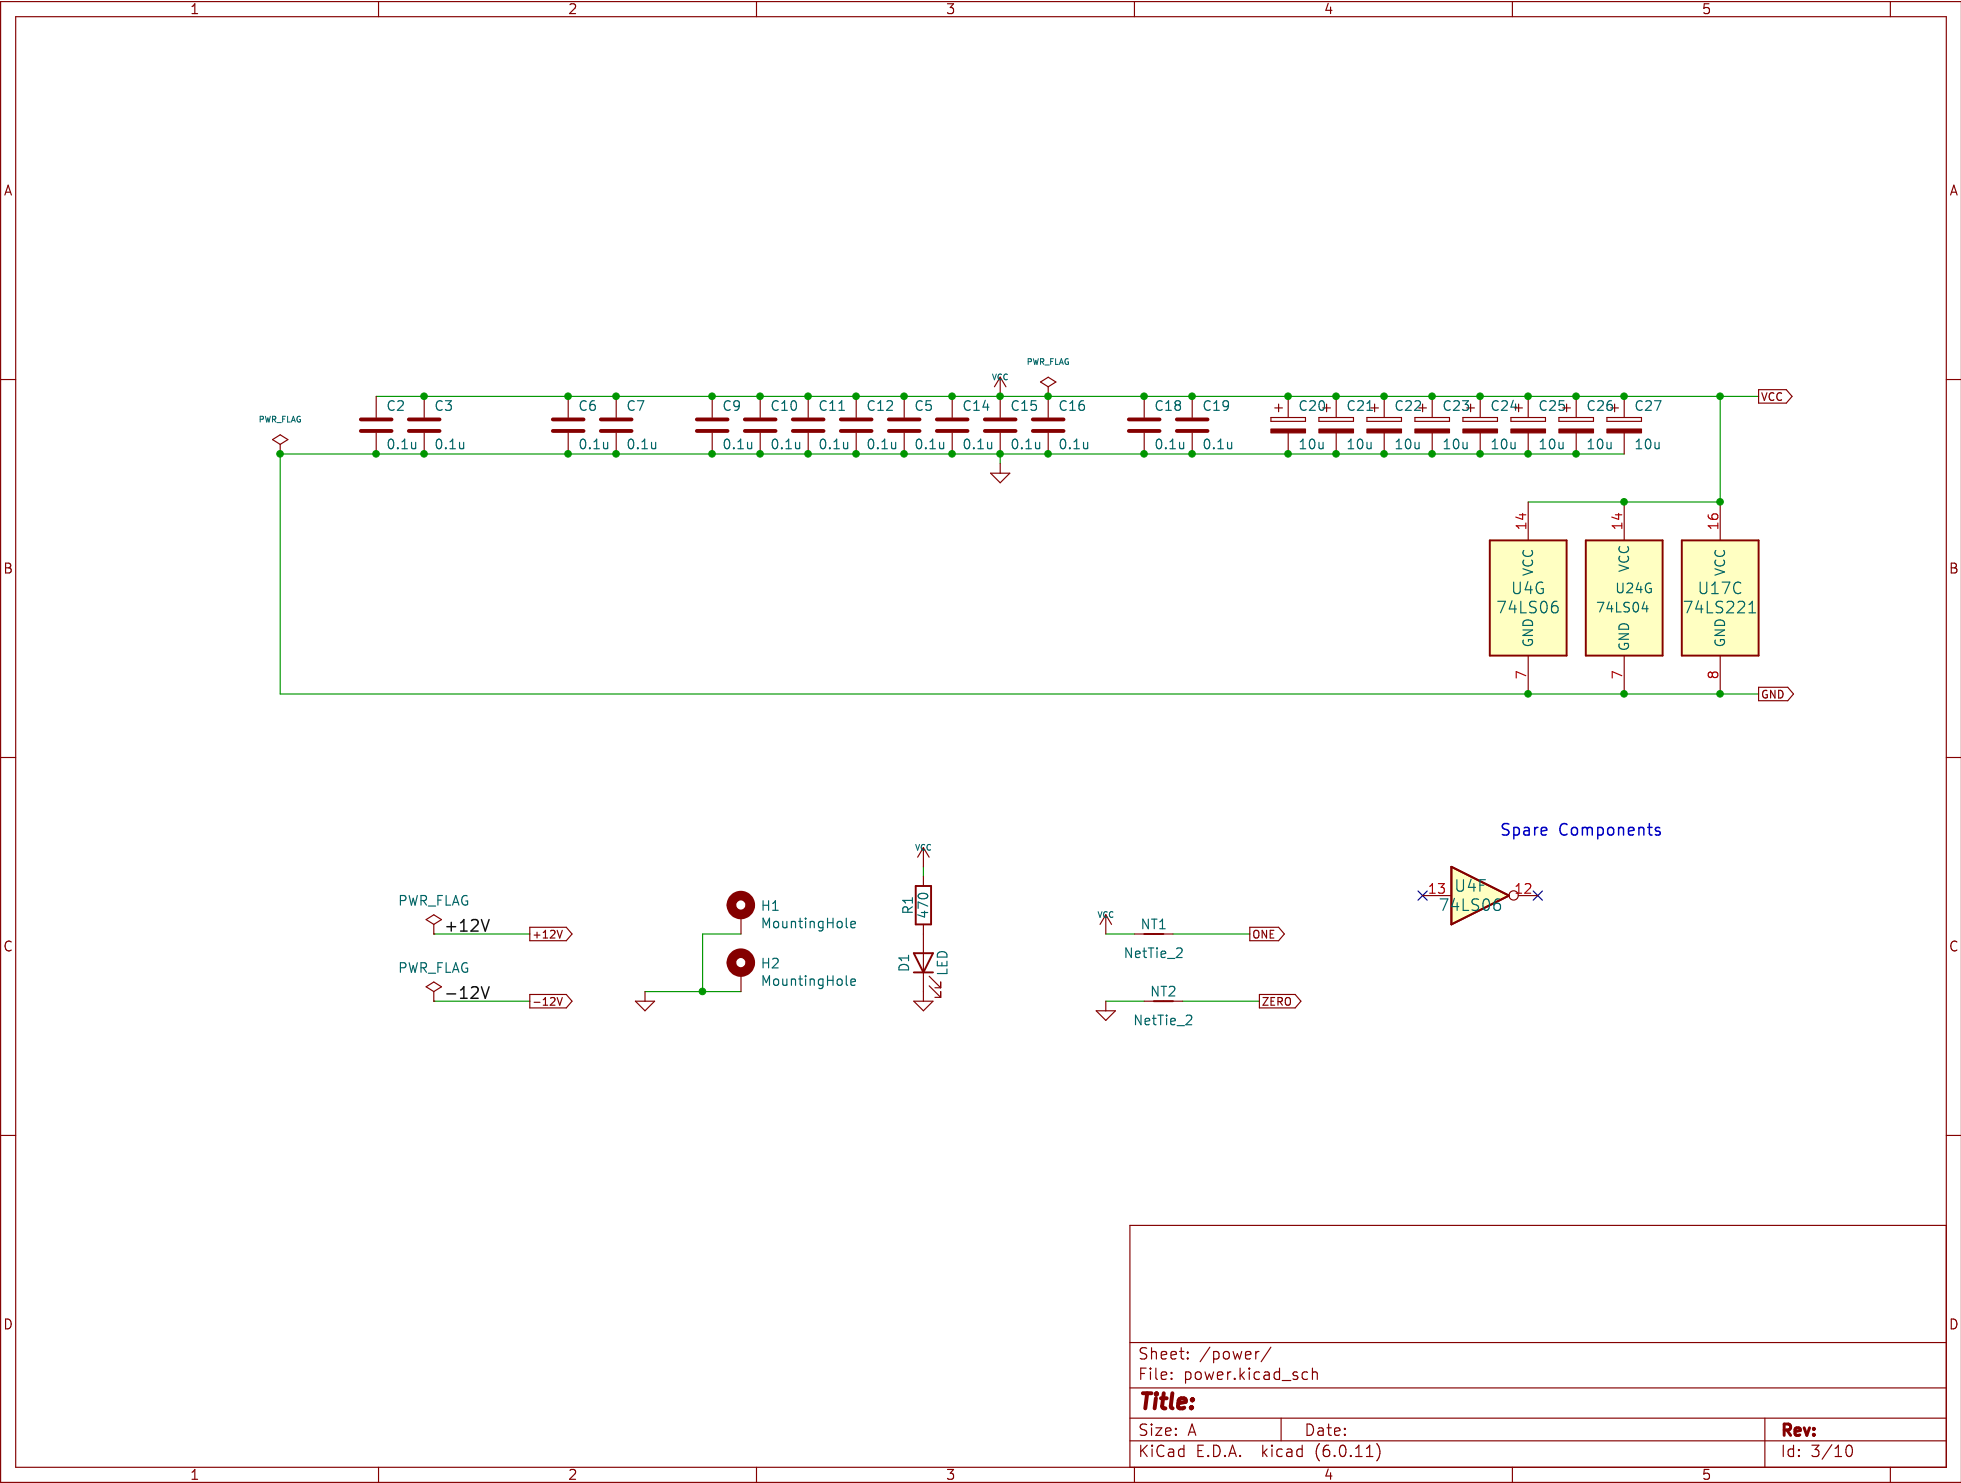 1 2 3 4 5
A A
PWR_FLAG
VCC
PWR_FLAG
C2 C3 C6 C7 C9 C10 C11 C12 C5 C14 C15 C16 C18 C19 C20 C21 C22 C23 C24 C25 C26 C27
VCC
+ + + + + + + +
0.1u 0.1u 0.1u 0.1u 0.1u 0.1u 0.1u 0.1u 0.1u 0.1u 0.1u 0.1u 0.1u 0.1u 10u 10u 10u 10u 10u 10u 10u 10u
14 14 16
VCC VCC VCC
B B
U4G U24G U17C
74LS06 74LS04 74LS221
GND GND GND
7 7 8
GND
Spare Components
VCC
PWR_FLAG
+12V
+12V
PWR_FLAG
-12V
-12V
H1
MountingHole
H2
MountingHole
R1
470
D1
LED
VCC
NT1
ONE
NetTie_2
NT2
ZERO
NetTie_2
13 U4F 12
74LS06
C C
D D
Sheet: /power/
File: power.kicad_sch
Title:
Size: A Date: Rev:
KiCad E.D.A. kicad (6.0.11) Id: 3/10
1 2 3 4 5